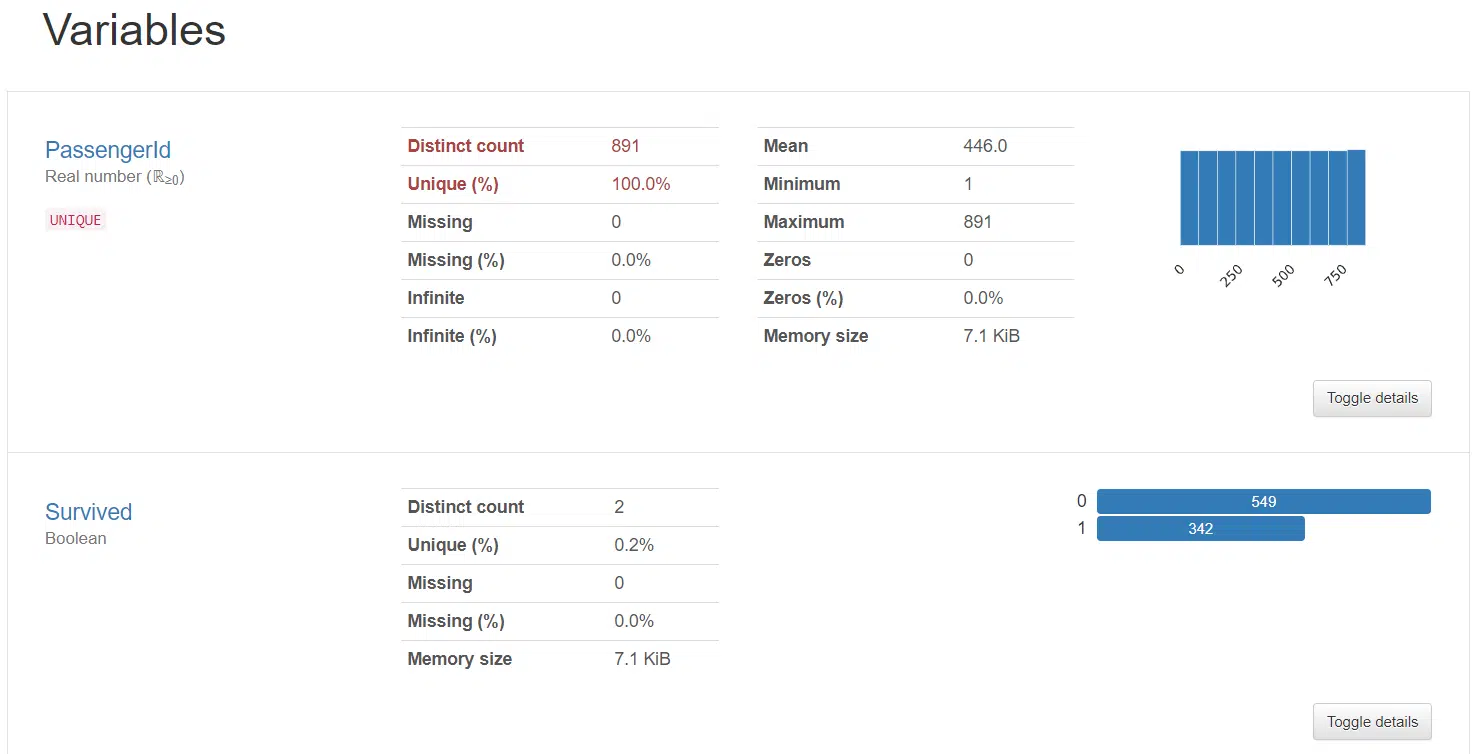 Variables
PassengerId
Real number (ℝ≥0)
UNIQUE
Distinct count 891
Unique (%) 100.0%
Missing 0
Missing (%) 0.0%
Infinite 0
Infinite (%) 0.0%
Mean 446.0
Minimum 1
Maximum 891
Zeros 0
Zeros (%) 0.0%
Memory size 7.1 KiB
0 250 500 750
Toggle details
Survived
Boolean
Distinct count 2
Unique (%) 0.2%
Missing 0
Missing (%) 0.0%
Memory size 7.1 KiB
0 549
1 342
Toggle details